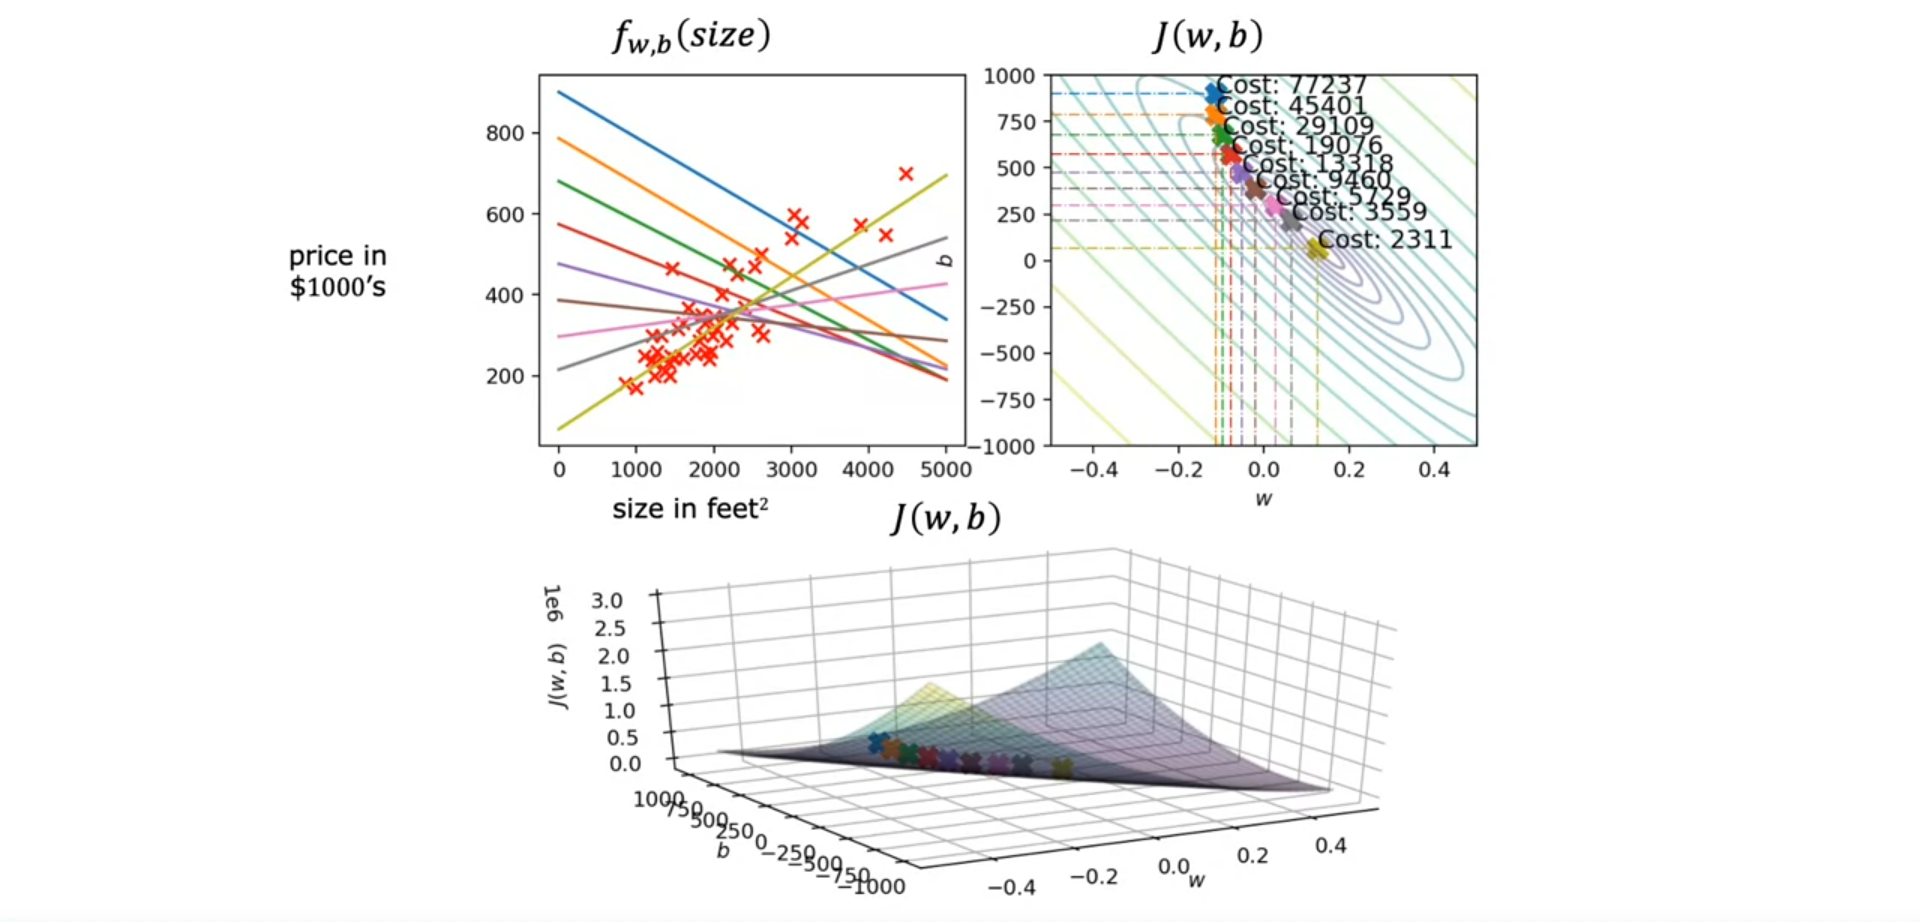 f_{w,b}(size)
J(w, b)
price in
$1000's
800
600
400
200
0 1000 2000 3000 4000 5000
size in feet²
1000
750
500
250
0
−250
−500
−750
−1000
b
Cost: 77237
Cost: 45401
Cost: 29109
Cost: 19076
Cost: 13318
Cost: 9460
Cost: 5729
Cost: 3559
Cost: 2311
−0.4 −0.2 0.0 0.2 0.4
w
J(w, b)
1e6
J(w, b)
3.0
2.5
2.0
1.5
1.0
0.5
0.0
1000
750
500
250
0
−250
−500
−750
−1000
b
−0.4 −0.2 0.0 0.2 0.4
w